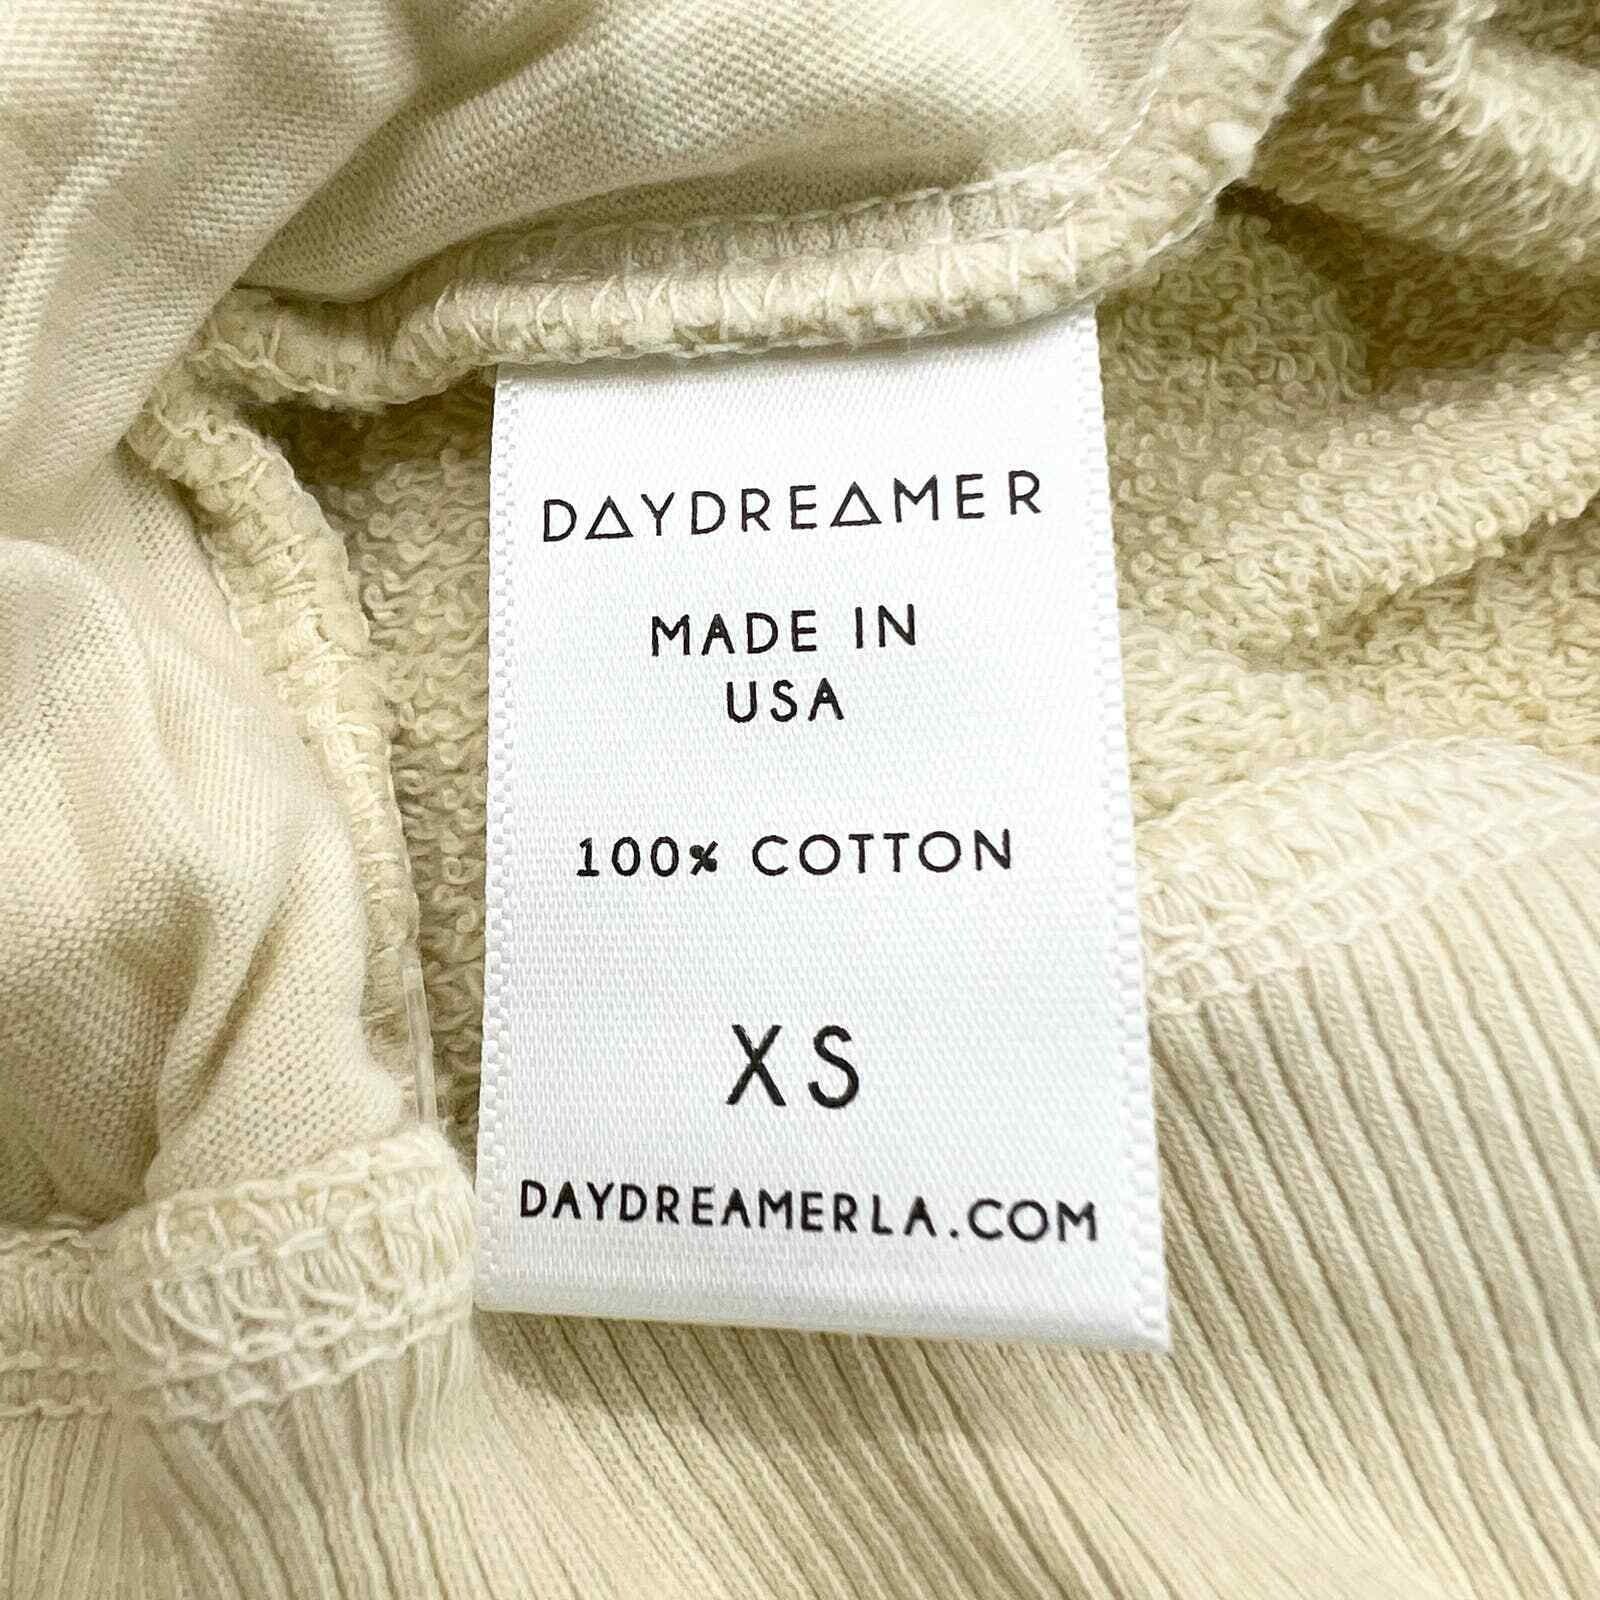 DAYDREAMER
MADE IN
USA
100% COTTON
XS
DAYDREAMERLA.COM